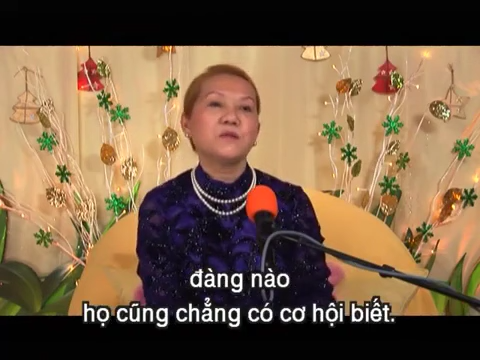 đàng nào
họ cũng chẳng có cơ hội biết.